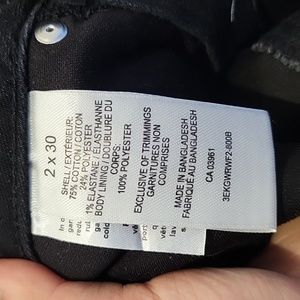 2 x 30
SHELL/EXTÉRIEUR:
75% COTTON / COTON
24% POLYESTER
1% ELASTANE / ÉLASTHANNE
BODY LINING / DOUBLURE DU
CORPS:
100% POLYESTER
EXCLUSIVE OF TRIMMINGS
GARNITURES NON
COMPRISES
MADE IN BANGLADESH
FABRIQUÉ AU BANGLADESH
CA 03961
3EKGWRWF2-800B